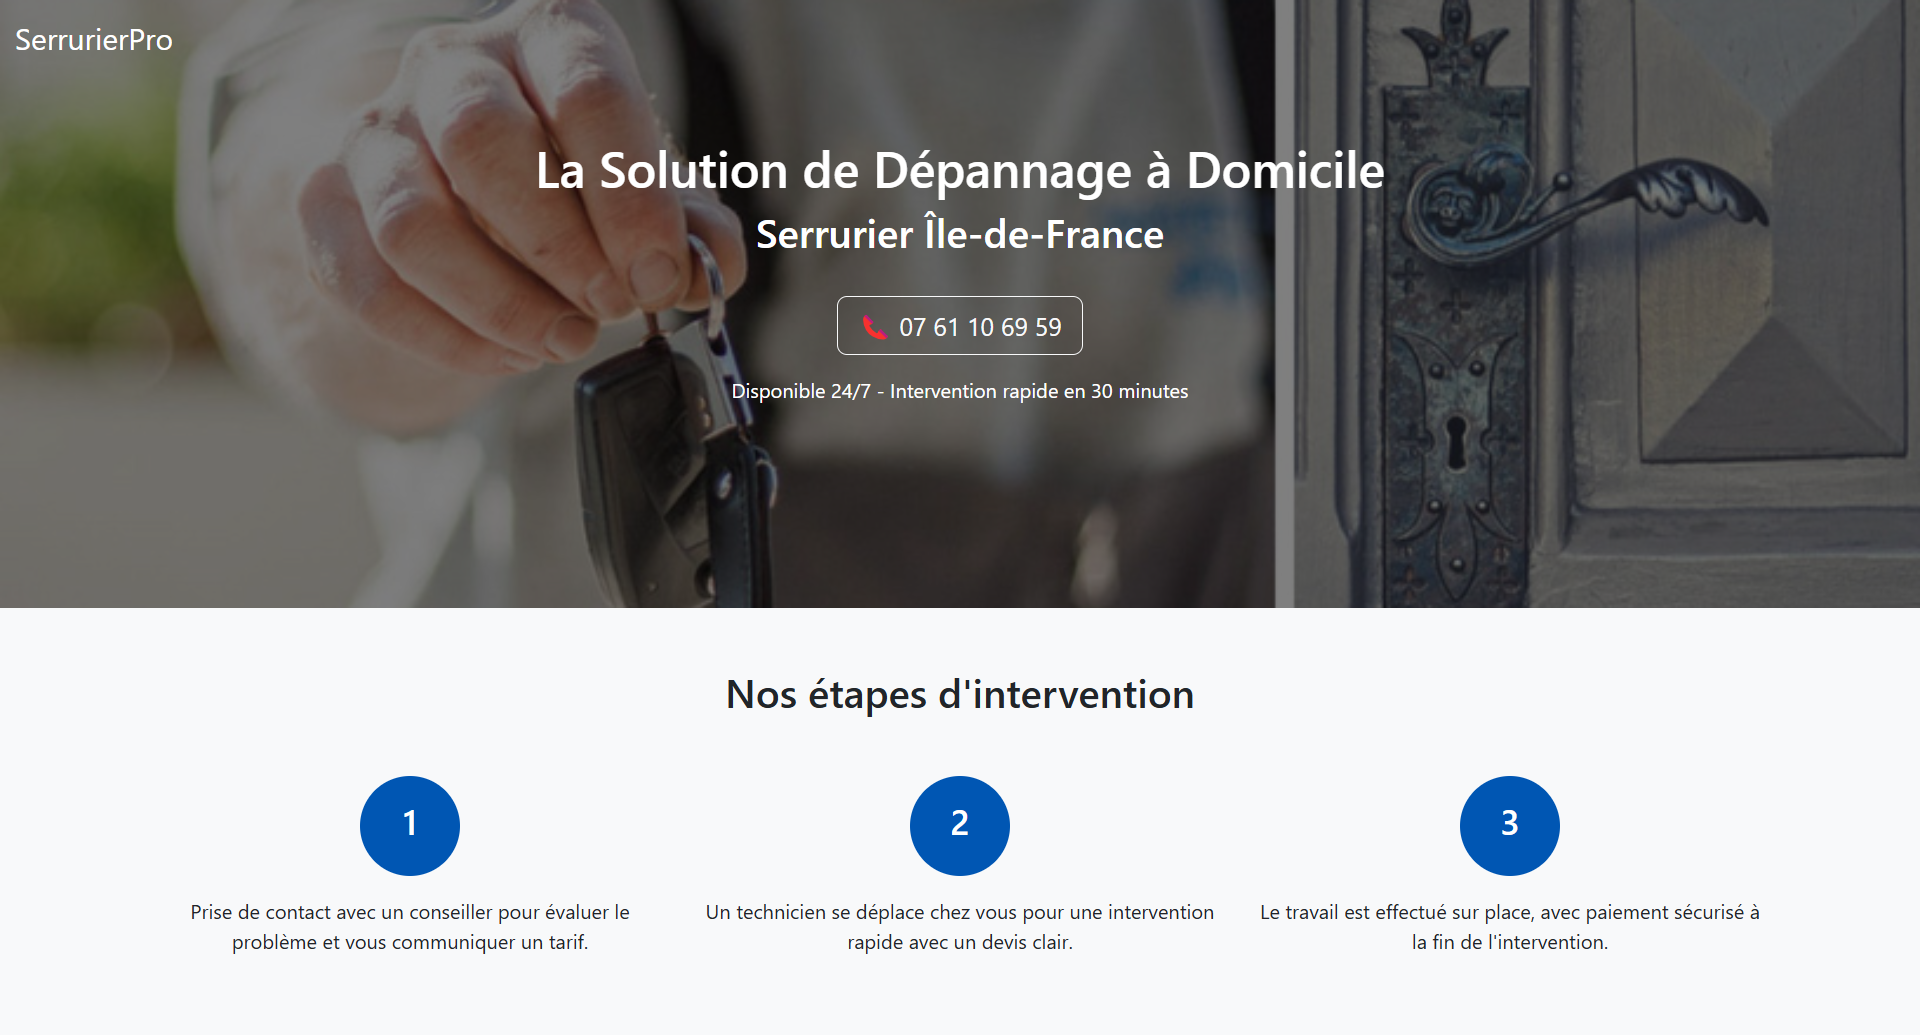 SerrurierPro
La Solution de Dépannage à Domicile
Serrurier Île-de-France
07 61 10 69 59
Disponible 24/7 - Intervention rapide en 30 minutes
Nos étapes d'intervention
1
2
3
Prise de contact avec un conseiller pour évaluer le
problème et vous communiquer un tarif.
Un technicien se déplace chez vous pour une intervention
rapide avec un devis clair.
Le travail est effectué sur place, avec paiement sécurisé à
la fin de l'intervention.